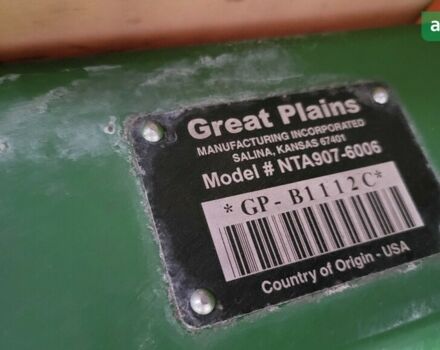 Great Plains
MANUFACTURING INCORPORATED
SALINA, KANSAS 67401
Model # NTA907-6006
*GP-B1112C*
Country of Origin - USA